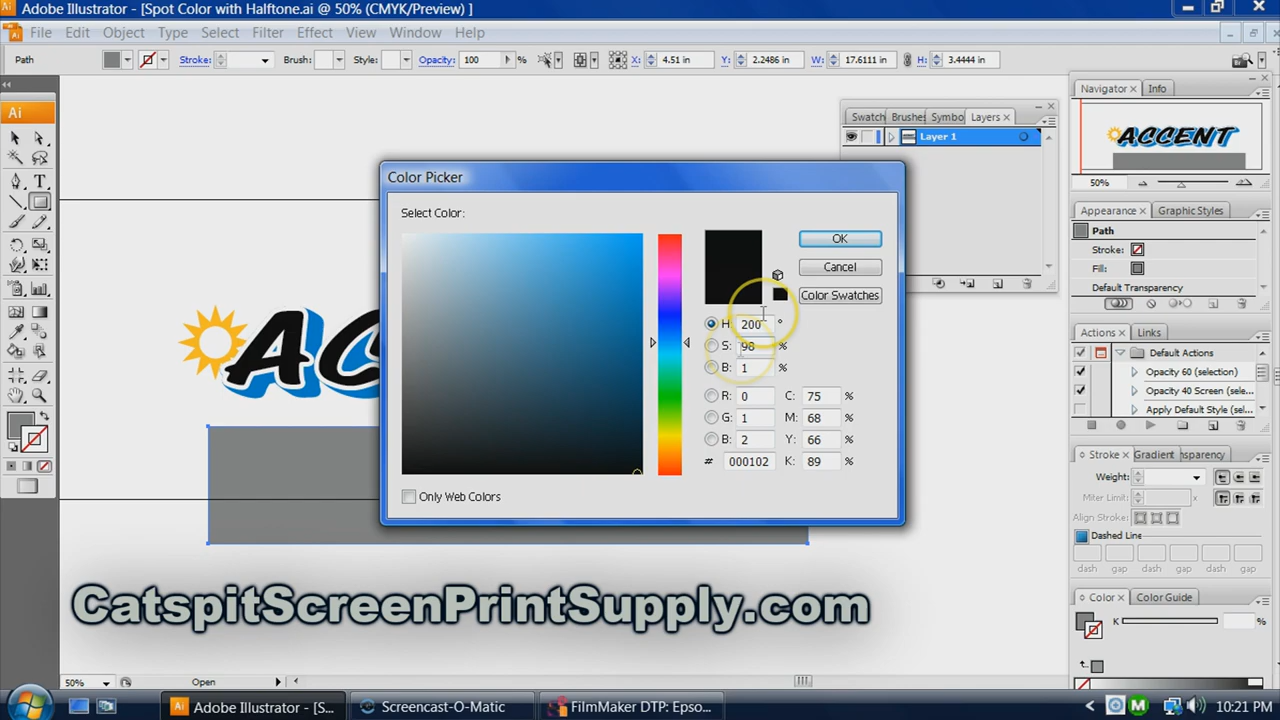 Adobe Illustrator - [Spot Color with Halftone.ai @ 50% (CMYK/Preview) ]
File Edit Object Type Select Filter Effect View Window Help
Path Stroke: Brush: Style: Opacity: 100 % X: 4.51 in Y: 2.2486 in W: 17.6111 in H: 3.4444 in
Ai
Swatch Brushes Symbo Layers ×
Layer 1
Navigator × Info
ACCENT
50%
Appearance × Graphic Styles
Path
Stroke:
Fill:
Default Transparency
Actions × Links
Default Actions
Opacity 60 (selection)
Opacity 40 Screen (sel...
Apply Default Style (sel...
Stroke × Gradient
Weight:
Miter Limit:
Align Stroke:
Dashed Line
dash gap dash gap dash gap
Color × Color Guide
K %
AC
Color Picker
Select Color:
OK
Cancel
Color Swatches
H: 200 °
S: 98 %
B: 1 %
R: 0 C: 75 %
G: 1 M: 68 %
B: 2 Y: 66 %
# 000102 K: 89 %
Only Web Colors
CatspitScreenPrintSupply.com
50% Open
Adobe Illustrator - [S... Screencast-O-Matic FilmMaker DTP: Epso... 10:21 PM